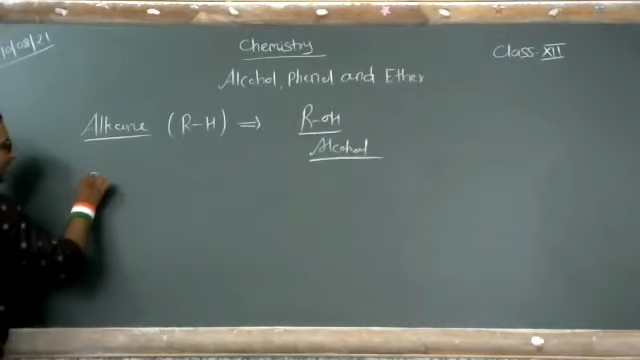 10/08/21
Chemistry
Class- XII
Alcohol, Phenol and Ether
Alkane (R-H) ⇒ R-OH
Alcohol